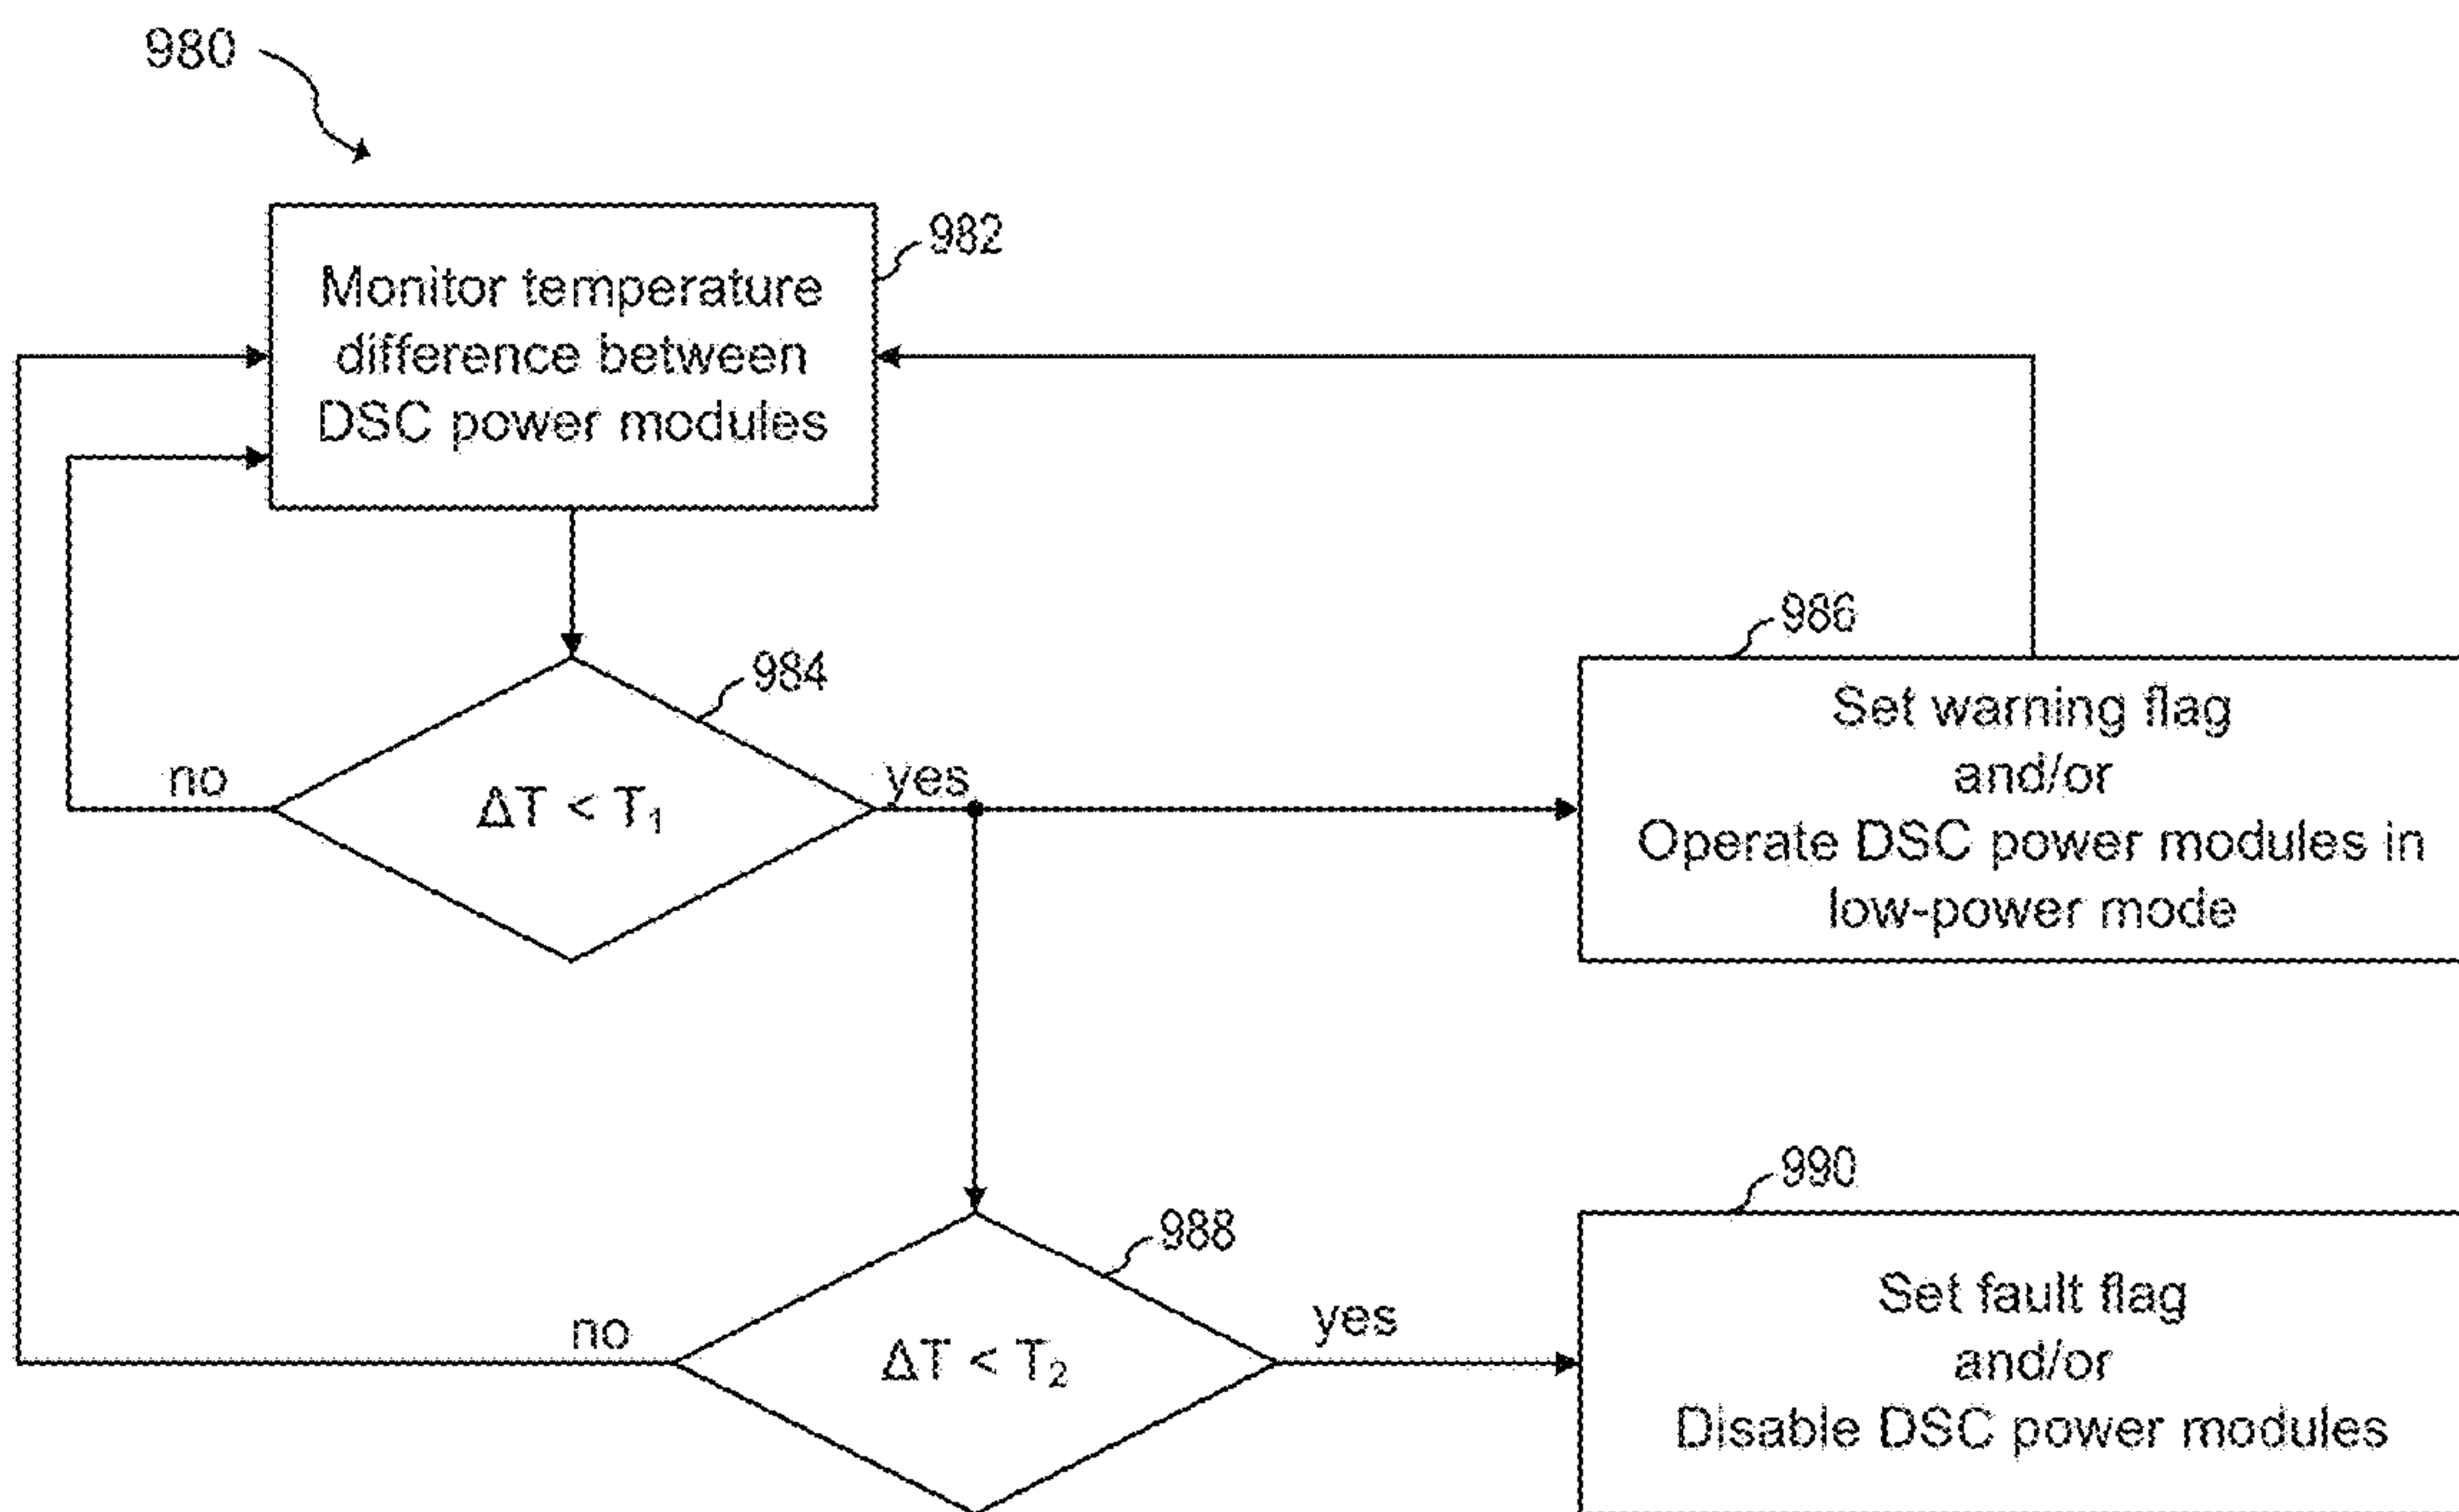 980
982
Monitor temperature
difference between
DSC power modules
984
ΔT < T₁
no
yes
986
Set warning flag
and/or
Operate DSC power modules in
low-power mode
988
ΔT < T₂
no
yes
990
Set fault flag
and/or
Disable DSC power modules